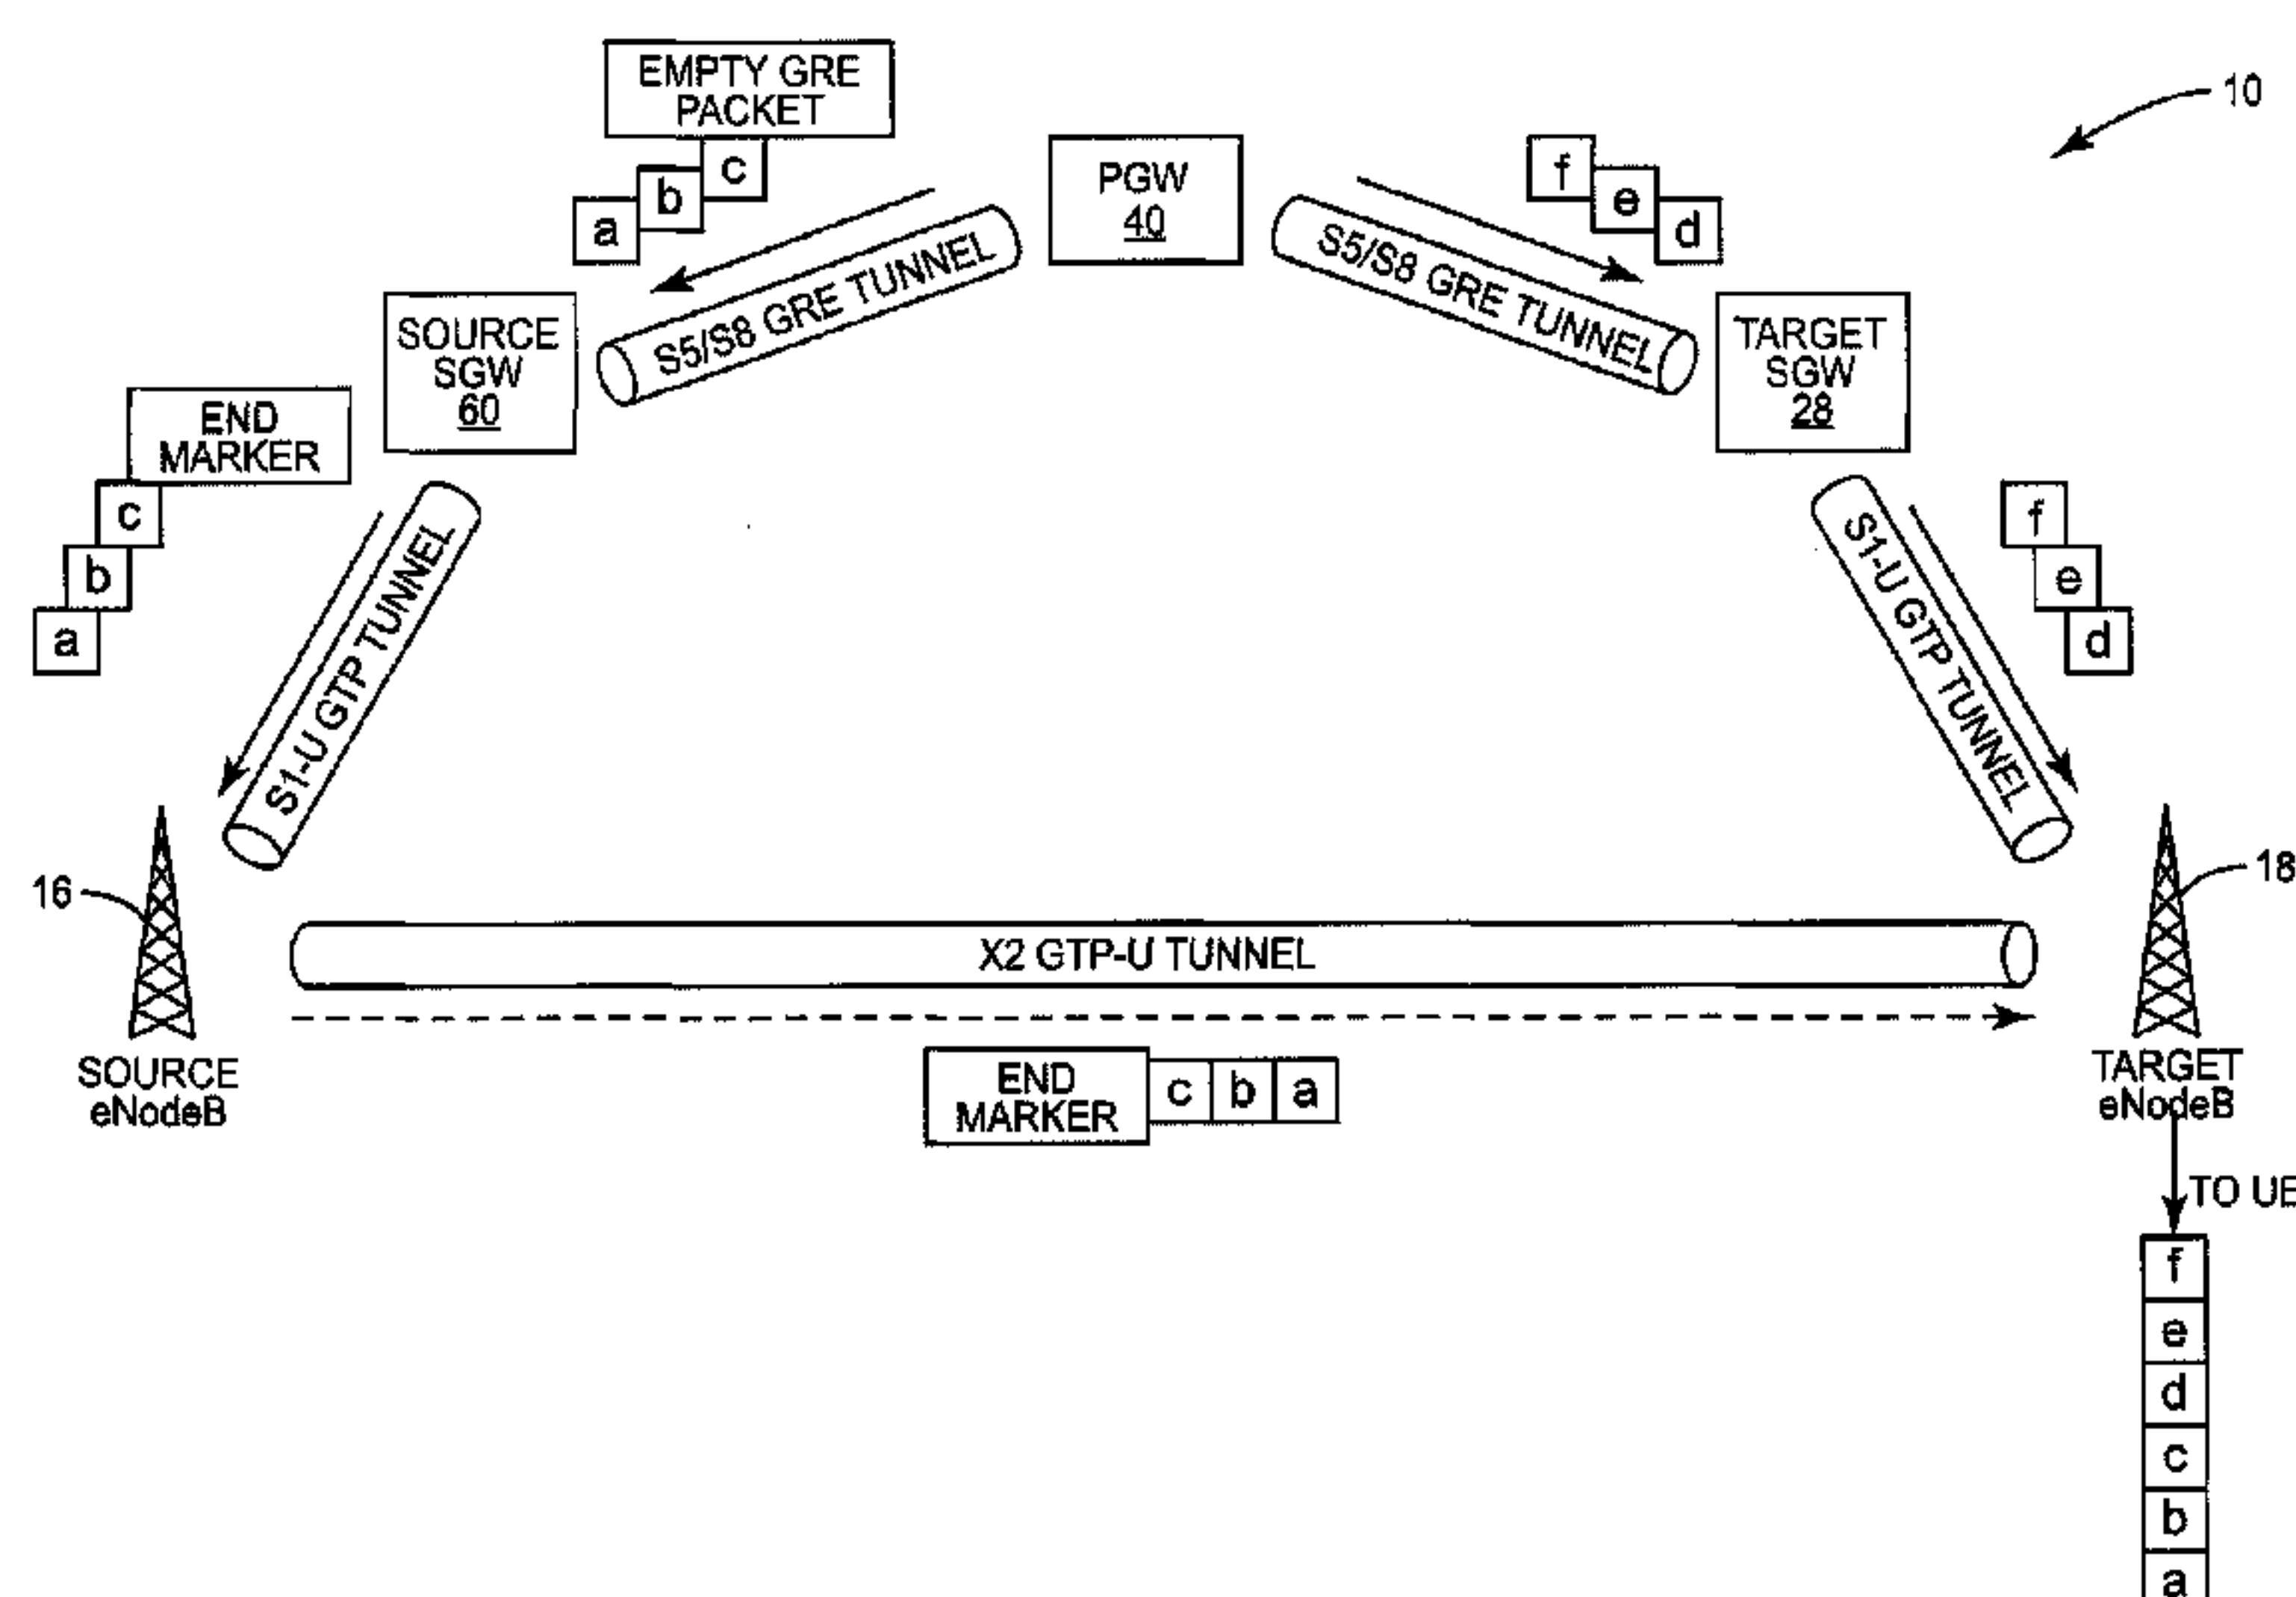 EMPTY GRE
PACKET
10
c
b
a
PGW
40
f
e
d
S5/S8 GRE TUNNEL
S5/S8 GRE TUNNEL
SOURCE
SGW
60
TARGET
SGW
28
END
MARKER
c
b
a
f
e
d
S1-U GTP TUNNEL
S1-U GTP TUNNEL
16
18
X2 GTP-U TUNNEL
SOURCE
eNodeB
END
MARKER
c b a
TARGET
eNodeB
TO UE
f
e
d
c
b
a